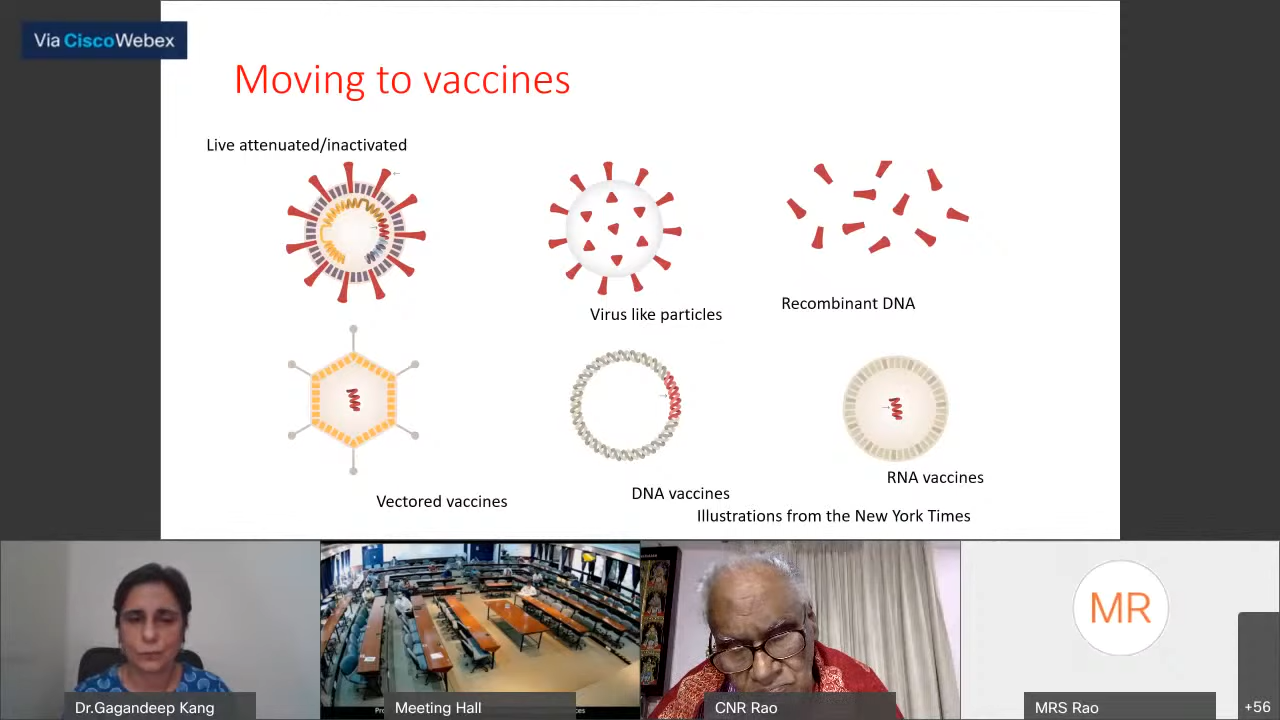 Via CiscoWebex
Moving to vaccines
Live attenuated/inactivated
Virus like particles
Recombinant DNA
Vectored vaccines
DNA vaccines
RNA vaccines
Illustrations from the New York Times
MR
Dr.Gagandeep Kang
Meeting Hall
CNR Rao
MRS Rao
+56